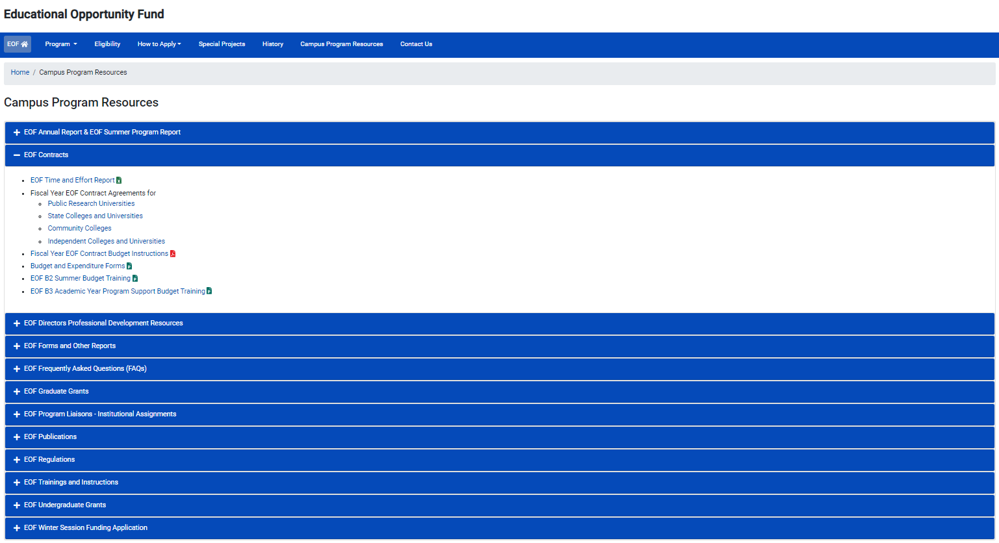 Educational Opportunity Fund
EOF Program Eligibility How to Apply Special Projects History Campus Program Resources Contact Us
Home / Campus Program Resources
Campus Program Resources
EOF Annual Report & EOF Summer Program Report
EOF Contracts
EOF Time and Effort Report
Fiscal Year EOF Contract Agreements for
Public Research Universities
State Colleges and Universities
Community Colleges
Independent Colleges and Universities
Fiscal Year EOF Contract Budget Instructions
Budget and Expenditure Forms
EOF B2 Summer Budget Training
EOF B3 Academic Year Program Support Budget Training
EOF Directors Professional Development Resources
EOF Forms and Other Reports
EOF Frequently Asked Questions (FAQs)
EOF Graduate Grants
EOF Program Liaisons - Institutional Assignments
EOF Publications
EOF Regulations
EOF Trainings and Instructions
EOF Undergraduate Grants
EOF Winter Session Funding Application